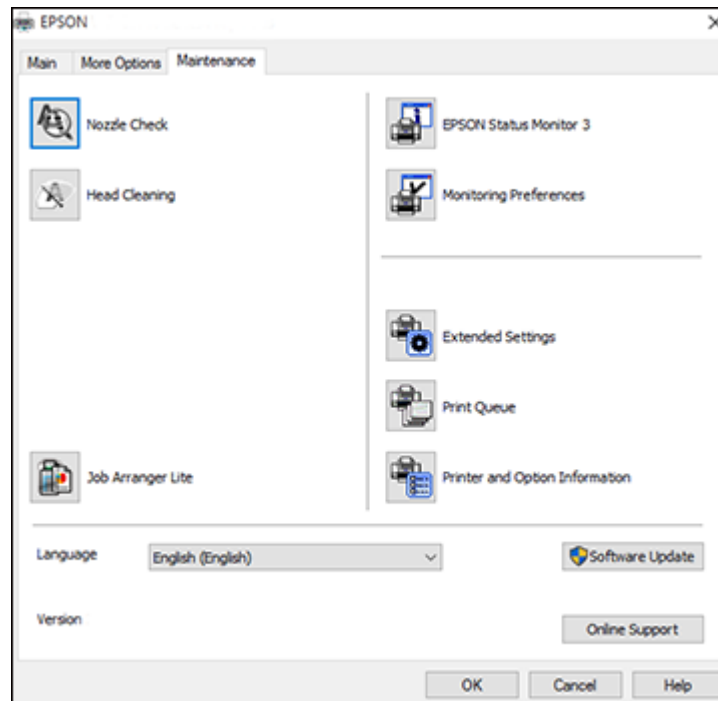 EPSON
Main More Options Maintenance
Nozzle Check
EPSON Status Monitor 3
Head Cleaning
Monitoring Preferences
Extended Settings
Print Queue
Job Arranger Lite
Printer and Option Information
Language English (English) Software Update
Version
Online Support
OK Cancel Help